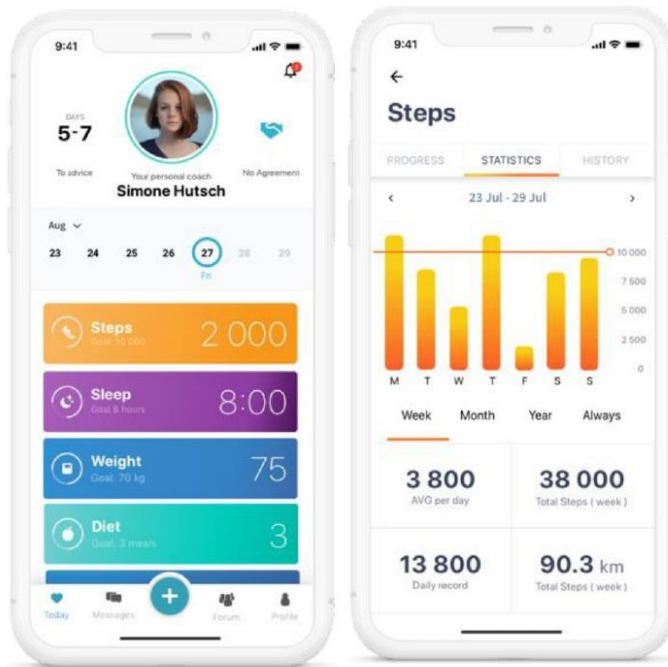 9:41
DAYS
5-7
To advice
Your personal coach
Simone Hutsch
No Agreement
Aug
23 24 25 26 27 28 29
Fri
Steps
Goal: 10 000
2 000
Sleep
Goal 8 hours
8:00
Weight
Goal: 70 kg
75
Diet
Goal: 3 meals
3
Today Messages + Forum Profile
9:41
Steps
PROGRESS STATISTICS HISTORY
23 Jul - 29 Jul
10 000
7 500
5 000
2 500
0
M T W T F S S
Week Month Year Always
3 800
AVG per day
38 000
Total Steps ( week )
13 800
Daily record
90.3 km
Total Steps ( week )